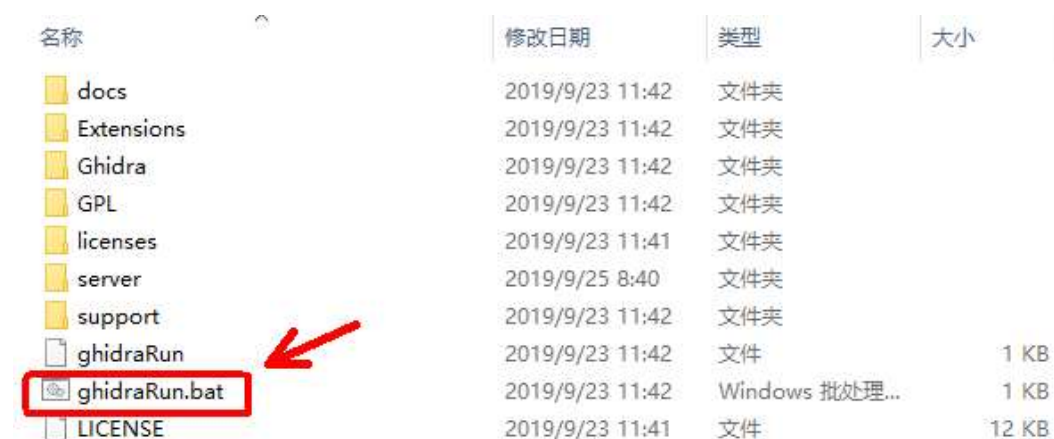 名称 修改日期 类型 大小
docs 2019/9/23 11:42 文件夹
Extensions 2019/9/23 11:42 文件夹
Ghidra 2019/9/23 11:42 文件夹
GPL 2019/9/23 11:42 文件夹
licenses 2019/9/23 11:41 文件夹
server 2019/9/25 8:40 文件夹
support 2019/9/23 11:42 文件夹
ghidraRun 2019/9/23 11:42 文件 1 KB
ghidraRun.bat 2019/9/23 11:42 Windows 批处理... 1 KB
LICENSE 2019/9/23 11:41 文件 12 KB